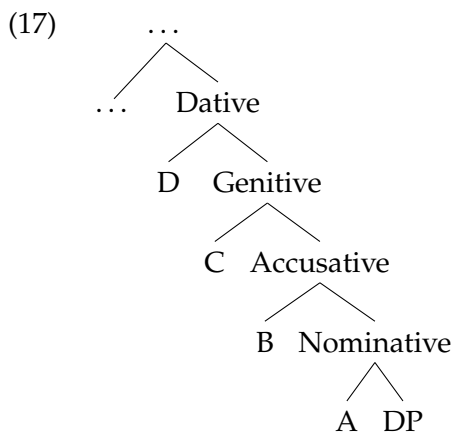 (17) ...
... Dative
D Genitive
C Accusative
B Nominative
A DP